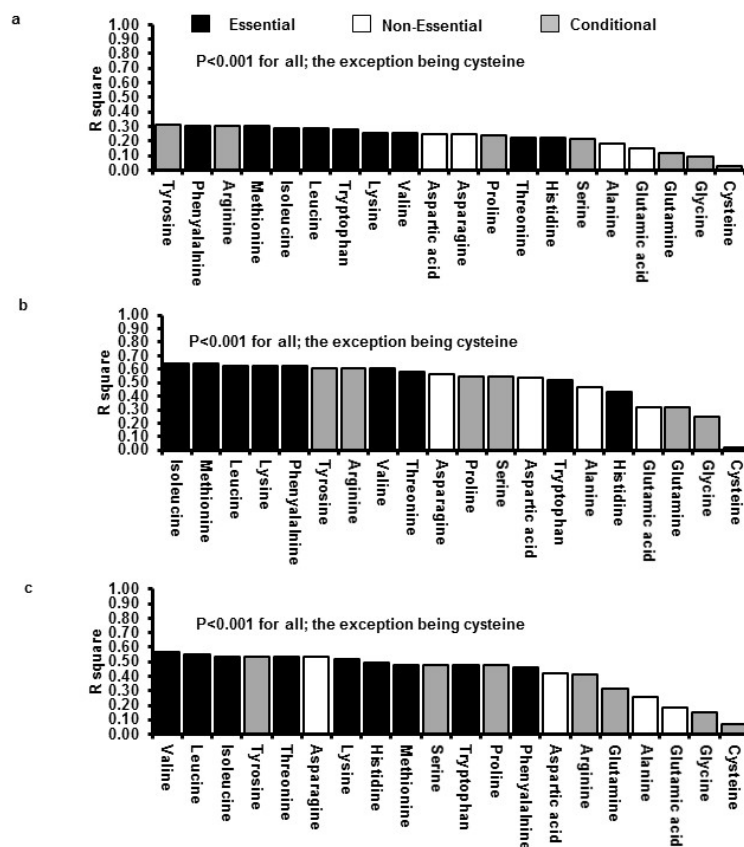 a
Essential Non-Essential Conditional
P<0.001 for all; the exception being cysteine
R square
1.00
0.90
0.80
0.70
0.60
0.50
0.40
0.30
0.20
0.10
0.00
Tyrosine
Phenyalalnine
Arginine
Methionine
Isoleucine
Leucine
Tryptophan
Lysine
Valine
Aspartic acid
Asparagine
Proline
Threonine
Histidine
Serine
Alanine
Glutamic acid
Glutamine
Glycine
Cysteine
b
P<0.001 for all; the exception being cysteine
R square
1.00
0.90
0.80
0.70
0.60
0.50
0.40
0.30
0.20
0.10
0.00
Isoleucine
Methionine
Leucine
Lysine
Phenyalalnine
Tyrosine
Arginine
Valine
Threonine
Asparagine
Proline
Serine
Aspartic acid
Tryptophan
Alanine
Histidine
Glutamic acid
Glutamine
Glycine
Cysteine
c
P<0.001 for all; the exception being cysteine
R square
1.00
0.90
0.80
0.70
0.60
0.50
0.40
0.30
0.20
0.10
0.00
Valine
Leucine
Isoleucine
Tyrosine
Threonine
Asparagine
Lysine
Histidine
Methionine
Serine
Tryptophan
Proline
Phenyalalnine
Aspartic acid
Arginine
Glutamine
Alanine
Glutamic acid
Glycine
Cysteine